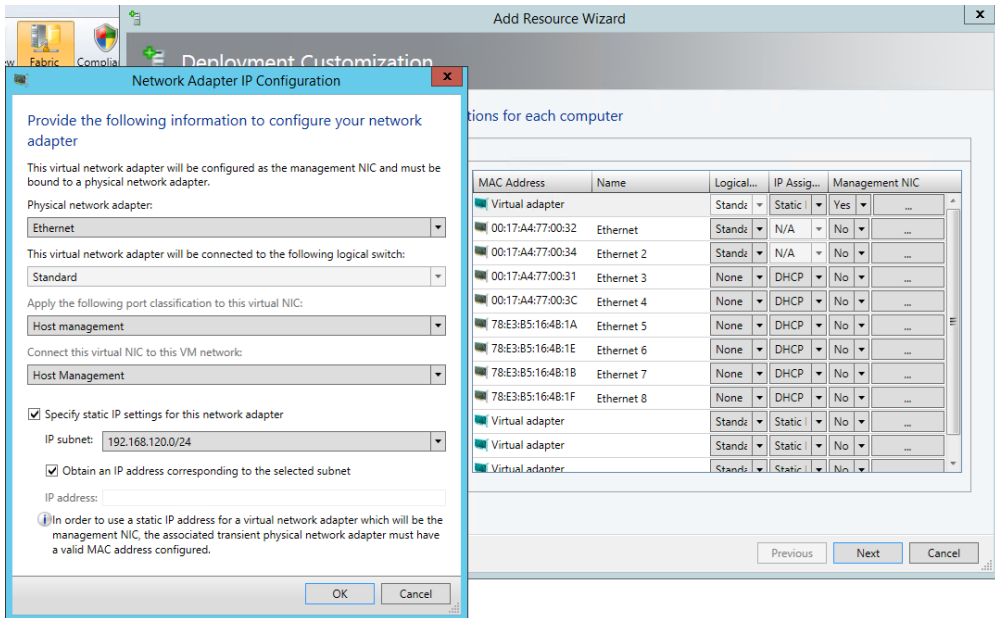 Add Resource Wizard
x
Fabric
Deployment Customization
Network Adapter IP Configuration
x
Provide the following information to configure your network
adapter
This virtual network adapter will be configured as the management NIC and must be
bound to a physical network adapter.
Physical network adapter:
Ethernet
This virtual network adapter will be connected to the following logical switch:
Standard
Apply the following port classification to this virtual NIC:
Host management
Connect this virtual NIC to this VM network:
Host Management
Specify static IP settings for this network adapter
IP subnet: 192.168.120.0/24
Obtain an IP address corresponding to the selected subnet
IP address:
In order to use a static IP address for a virtual network adapter which will be the
management NIC, the associated transient physical network adapter must have
a valid MAC address configured.
OK Cancel
for each computer
MAC Address Name Logical... IP Assig... Management NIC
Virtual adapter Standa Static Yes ...
00:17:A4:77:00:32 Ethernet Standa N/A No ...
00:17:A4:77:00:34 Ethernet 2 Standa N/A No ...
00:17:A4:77:00:31 Ethernet 3 None DHCP No ...
00:17:A4:77:00:3C Ethernet 4 None DHCP No ...
78:E3:B5:16:4B:1A Ethernet 5 None DHCP No ...
78:E3:B5:16:4B:1E Ethernet 6 None DHCP No ...
78:E3:B5:16:4B:1B Ethernet 7 None DHCP No ...
78:E3:B5:16:4B:1F Ethernet 8 None DHCP No ...
Virtual adapter Standa Static No ...
Virtual adapter Standa Static No ...
Virtual adapter Standa Static No ...
Previous Next Cancel